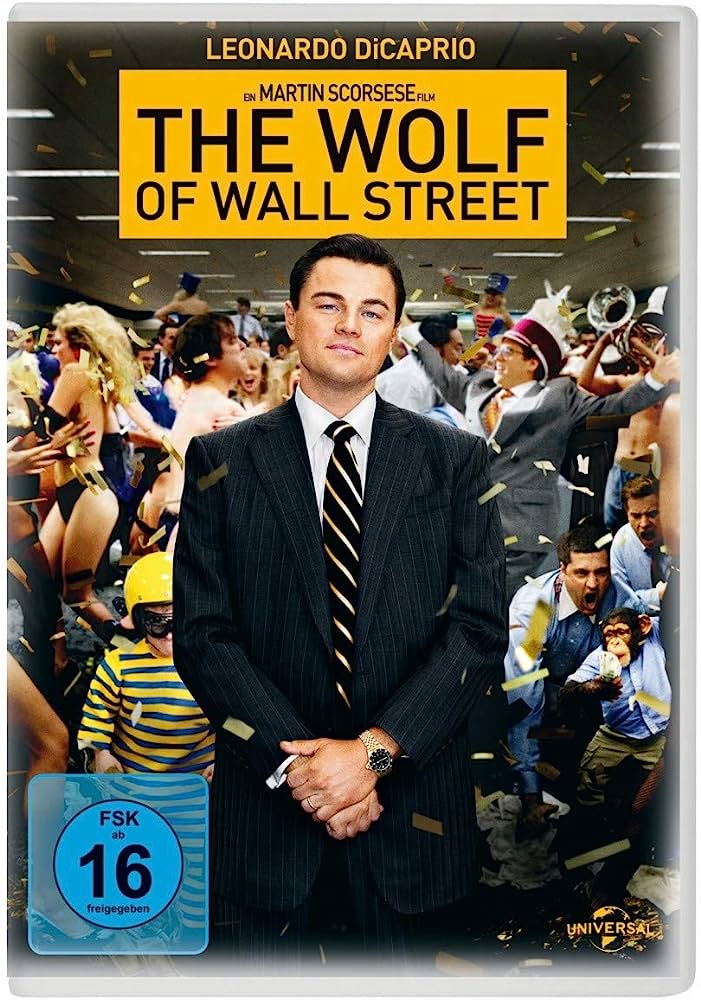 LEONARDO DiCAPRIO
EIN MARTIN SCORSESE FILM
THE WOLF
OF WALL STREET
FSK
ab
16
freigegeben
UNIVERSAL